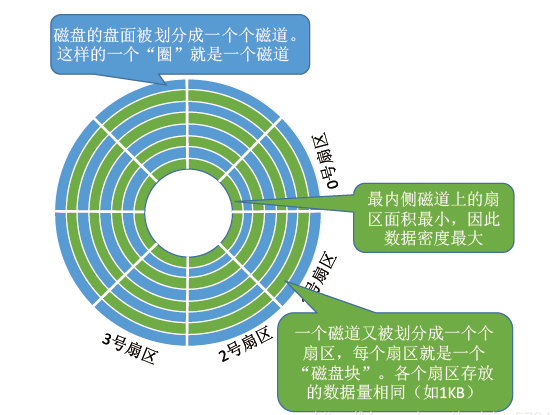 磁盘的盘面被划分成一个个磁道。
这样的一个“圈”就是一个磁道
0号扇区
最内侧磁道上的扇
区面积最小，因此
数据密度最大
号扇区
一个磁道又被划分成一个个
扇区，每个扇区就是一个
“磁盘块”。各个扇区存放
的数据量相同（如1KB）
2号扇区
3号扇区